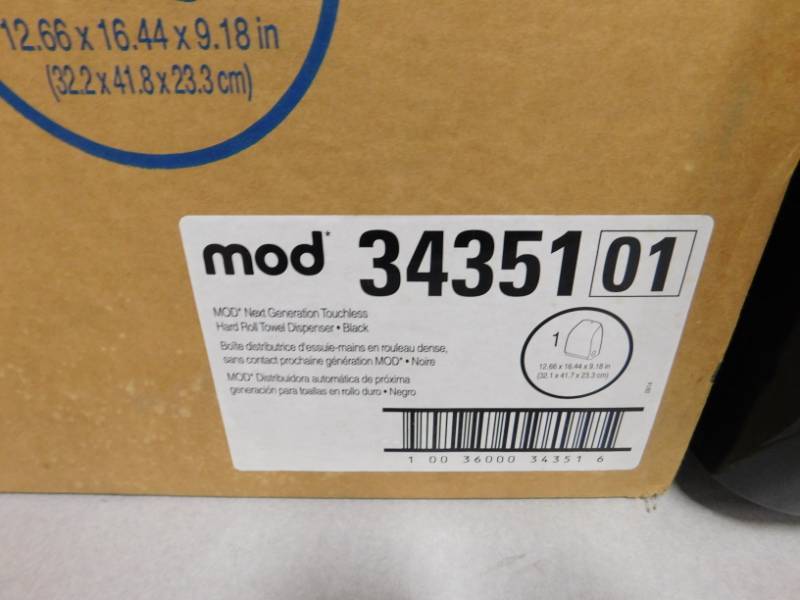 12.66 x 16.44 x 9.18 in
(32.2 x 41.8 x 23.3 cm)
mod* 34351 01
MOD* Next Generation Touchless
Hard Roll Towel Dispenser • Black
Boîte distributrice d'essuie-mains en rouleau dense,
sans contact prochaine génération MOD* • Noire
MOD* Distribuidora automática de próxima
generación para toallas en rollo duro • Negro
1
12.66 x 16.44 x 9.18 in
(32.1 x 41.7 x 23.3 cm)
1 00 36000 34351 6